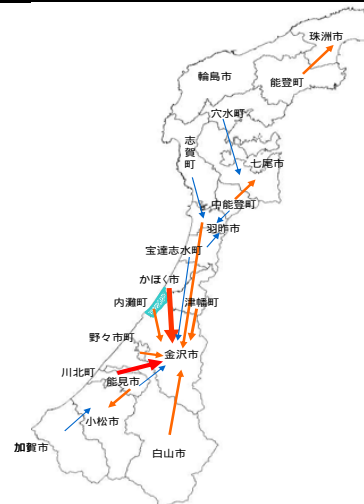 珠洲市
輪島市
能登町
穴水町
志賀町
七尾市
中能登町
羽咋市
宝達志水町
かほく市
内灘町
津幡町
野々市町
金沢市
川北町
能見市
小松市
加賀市
白山市